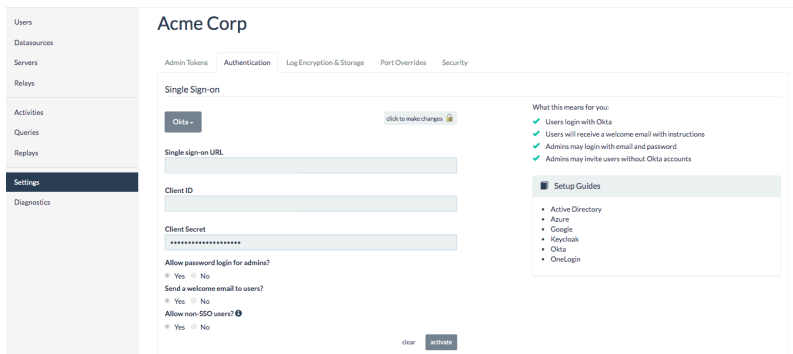 Users
Datasources
Servers
Relays
Activities
Queries
Replays
Settings
Diagnostics
Acme Corp
Admin Tokens Authentication Log Encryption & Storage Port Overrides Security
Single Sign-on
Okta
click to make changes
Single sign-on URL
Client ID
Client Secret
••••••••••••••••••••
Allow password login for admins?
Yes No
Send a welcome email to users?
Yes No
Allow non-SSO users?
Yes No
clear activate
What this means for you:
Users login with Okta
Users will receive a welcome email with instructions
Admins may login with email and password
Admins may invite users without Okta accounts
Setup Guides
• Active Directory
• Azure
• Google
• Keycloak
• Okta
• OneLogin